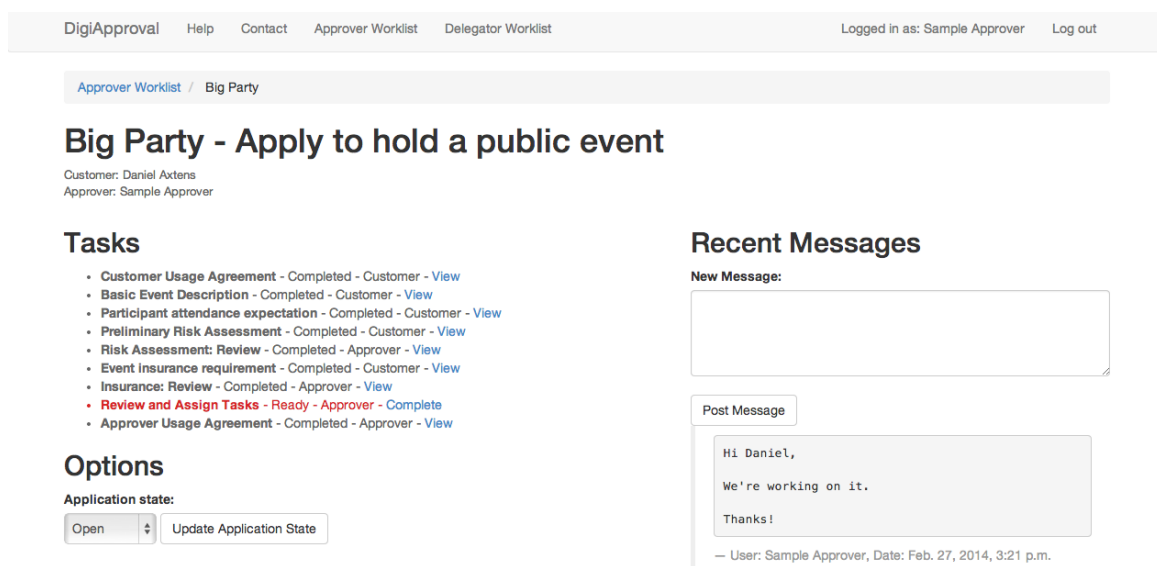 DigiApproval Help Contact Approver Worklist Delegator Worklist Logged in as: Sample Approver Log out
Approver Worklist / Big Party
Big Party - Apply to hold a public event
Customer: Daniel Axtens
Approver: Sample Approver
Tasks
• Customer Usage Agreement - Completed - Customer - View
• Basic Event Description - Completed - Customer - View
• Participant attendance expectation - Completed - Customer - View
• Preliminary Risk Assessment - Completed - Customer - View
• Risk Assessment: Review - Completed - Approver - View
• Event insurance requirement - Completed - Customer - View
• Insurance: Review - Completed - Approver - View
• Review and Assign Tasks - Ready - Approver - Complete
• Approver Usage Agreement - Completed - Approver - View
Options
Application state:
Open Update Application State
Recent Messages
New Message:
Post Message
Hi Daniel,
We're working on it.
Thanks!
— User: Sample Approver, Date: Feb. 27, 2014, 3:21 p.m.